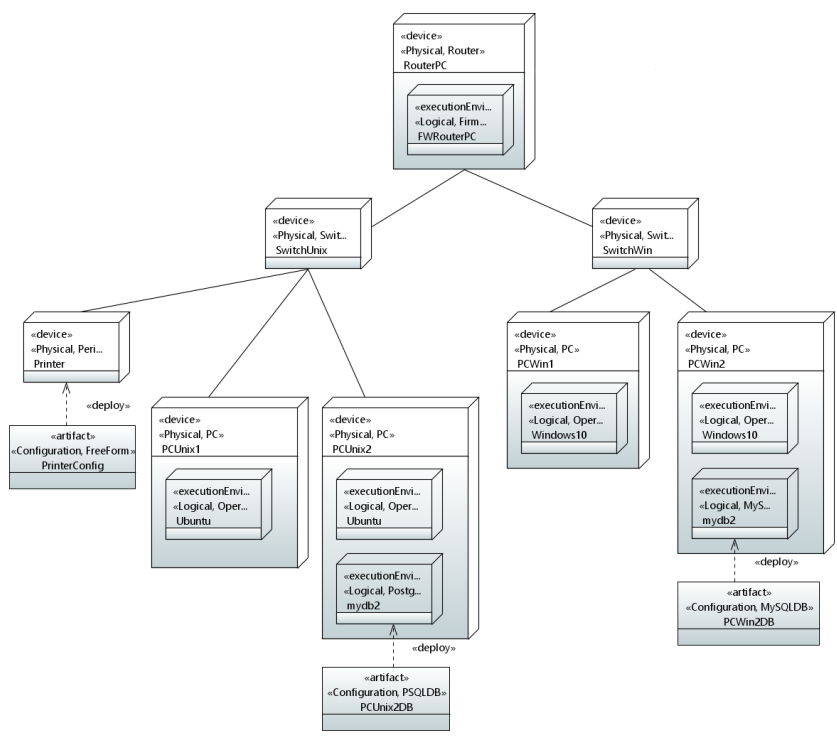 «device»
«Physical, Router»
RouterPC
«executionEnvi...
«Logical, Firm...
FWRouterPC
«device»
«Physical, Swit...
SwitchUnix
«device»
«Physical, Swit...
SwitchWin
«device»
«Physical, Peri...
Printer
«deploy»
«artifact»
«Configuration, FreeForm»
PrinterConfig
«device»
«Physical, PC»
PCUnix1
«executionEnvi...
«Logical, Oper...
Ubuntu
«device»
«Physical, PC»
PCUnix2
«executionEnvi...
«Logical, Oper...
Ubuntu
«executionEnvi...
«Logical, Postg...
mydb2
«deploy»
«artifact»
«Configuration, PSQLDB»
PCUnix2DB
«device»
«Physical, PC»
PCWin1
«executionEnvi...
«Logical, Oper...
Windows10
«device»
«Physical, PC»
PCWin2
«executionEnvi...
«Logical, Oper...
Windows10
«executionEnvi...
«Logical, MyS...
mydb2
«deploy»
«artifact»
«Configuration, MySQLDB»
PCWin2DB